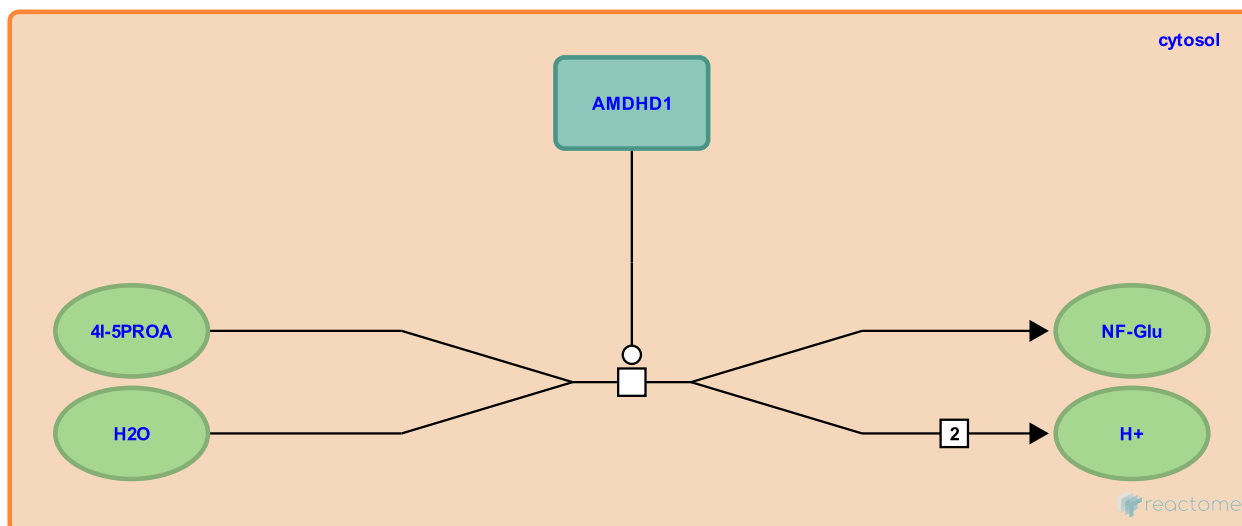 cytosol
AMDHD1
4I-5PROA
NF-Glu
H2O
2
H+
reactome